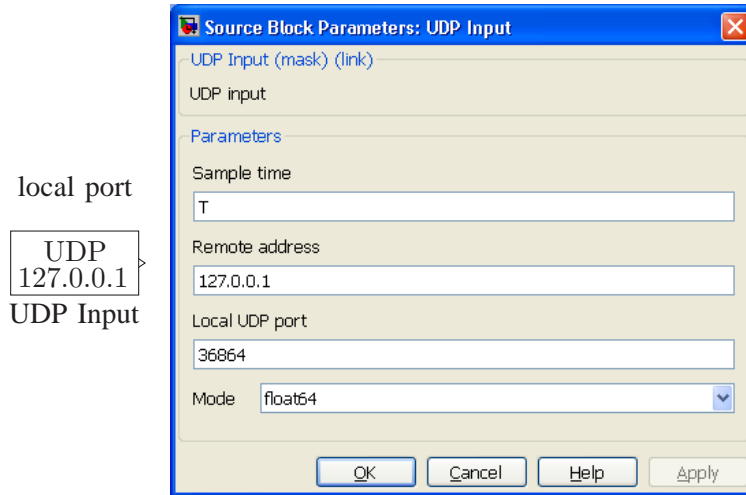 local port
UDP
127.0.0.1
UDP Input
Source Block Parameters: UDP Input
UDP Input (mask) (link)
UDP input
Parameters
Sample time
T
Remote address
127.0.0.1
Local UDP port
36864
Mode float64
OK Cancel Help Apply